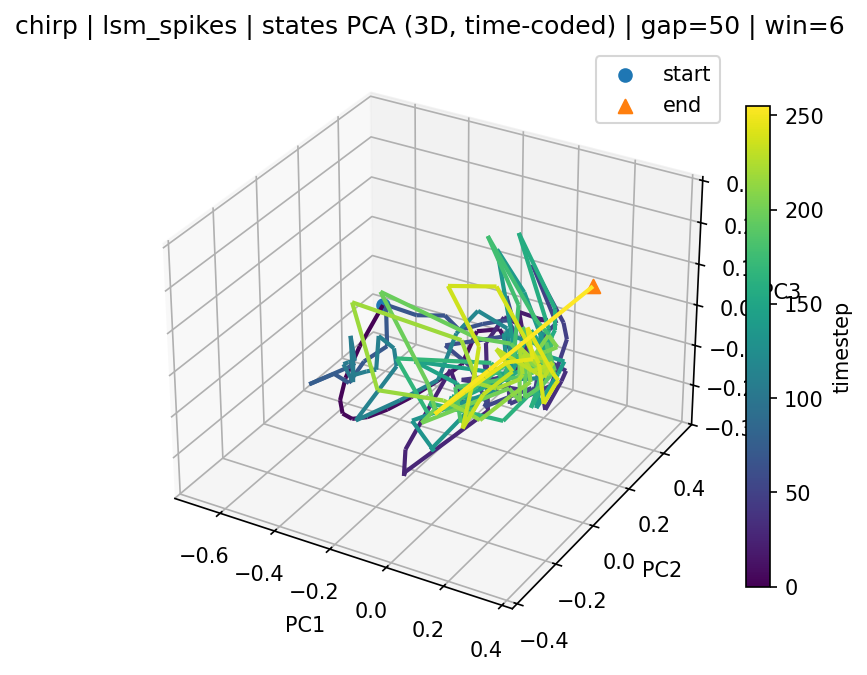 chirp | lsm_spikes | states PCA (3D, time-coded) | gap=50 | win=6
start
end
250
200
150
100
50
0
timestep
PC3
−0.6
−0.4
−0.2
0.0
0.2
0.4
PC1
−0.4
−0.2
0.0
0.2
0.4
PC2